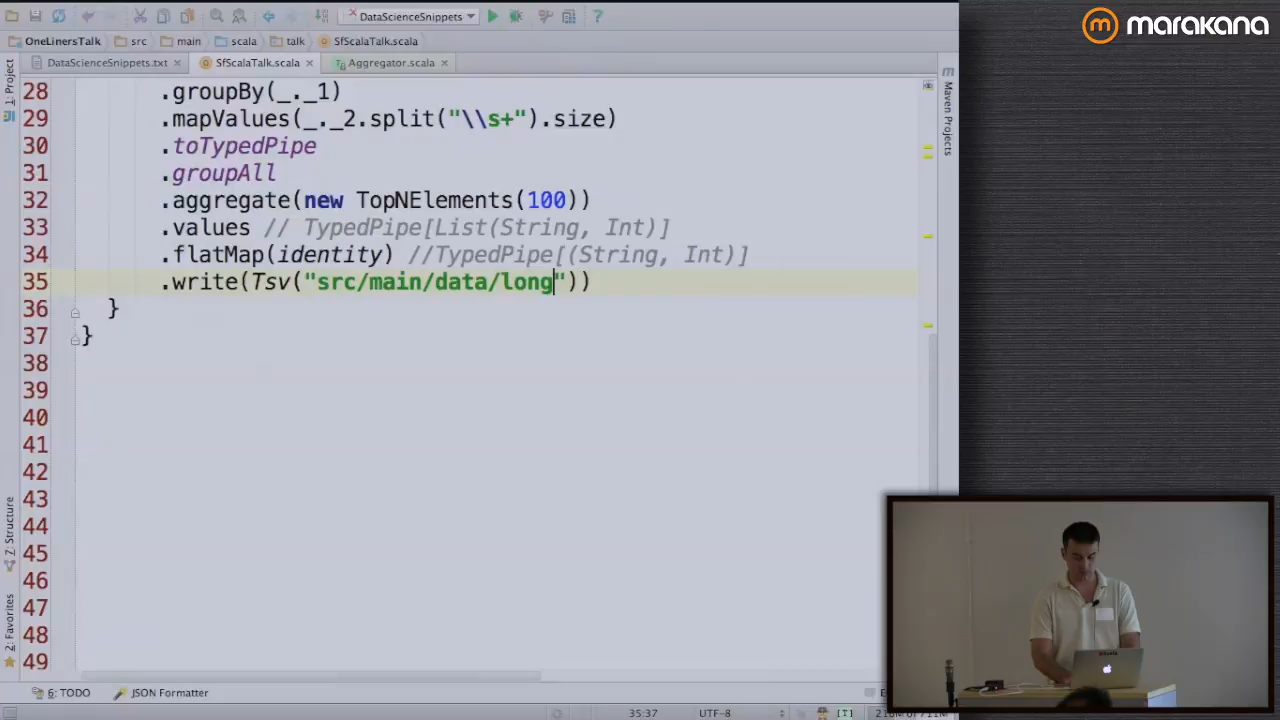 DataScienceSnippets
marakana
OneLinersTalk src main scala talk SfScalaTalk.scala
DataScienceSnippets.txt SfScalaTalk.scala Aggregator.scala
1: Project
Maven Projects
28 .groupBy(_._1)
29 .mapValues(_._2.split("\\s+").size)
30 .toTypedPipe
31 .groupAll
32 .aggregate(new TopNElements(100))
33 .values // TypedPipe[List(String, Int)]
34 .flatMap(identity) //TypedPipe[(String, Int)]
35 .write(Tsv("src/main/data/long"))
36 }
37 }
38
39
40
41
42
43
44
45
46
47
48
49
Z: Structure
2: Favorites
6: TODO JSON Formatter
35:37 UTF-8 [T]